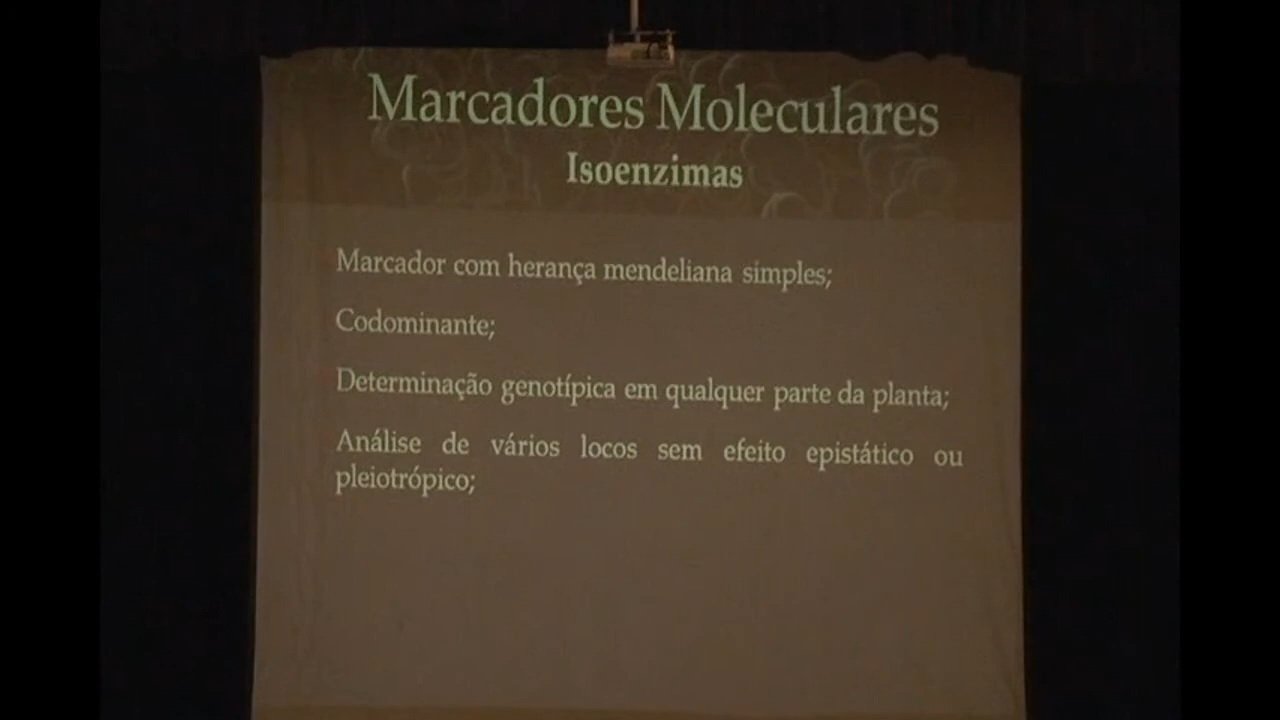 Marcadores Moleculares
Isoenzimas
Marcador com herança mendeliana simples;
Codominante;
Determinação genotípica em qualquer parte da planta;
Análise de vários locos sem efeito epistático ou
pleiotrópico;